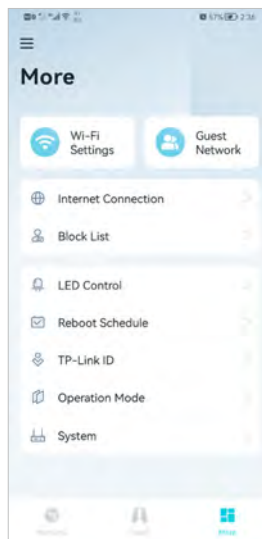 More
Wi-Fi
Settings
Guest
Network
Internet Connection
Block List
LED Control
Reboot Schedule
TP-Link ID
Operation Mode
System
More